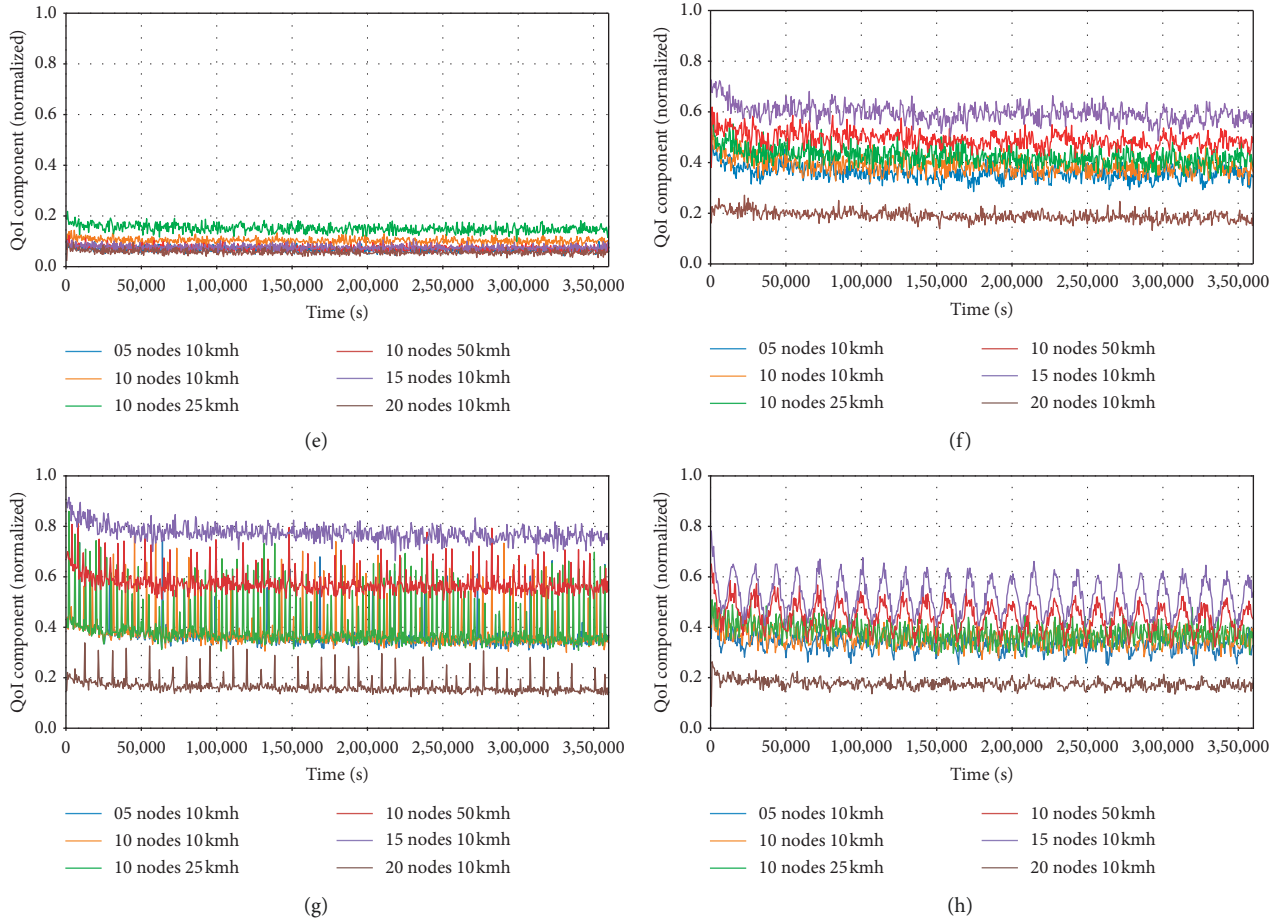 QoI component (normalized)
1.0
0.8
0.6
0.4
0.2
0.0
0 50,000 1,00,000 1,50,000 2,00,000 2,50,000 3,00,000 3,50,000
Time (s)
05 nodes 10 kmh
10 nodes 10 kmh
10 nodes 25 kmh
10 nodes 50 kmh
15 nodes 10 kmh
20 nodes 10 kmh
(e)
QoI component (normalized)
1.0
0.8
0.6
0.4
0.2
0.0
0 50,000 1,00,000 1,50,000 2,00,000 2,50,000 3,00,000 3,50,000
Time (s)
05 nodes 10 kmh
10 nodes 10 kmh
10 nodes 25 kmh
10 nodes 50 kmh
15 nodes 10 kmh
20 nodes 10 kmh
(f)
QoI component (normalized)
1.0
0.8
0.6
0.4
0.2
0.0
0 50,000 1,00,000 1,50,000 2,00,000 2,50,000 3,00,000 3,50,000
Time (s)
05 nodes 10 kmh
10 nodes 10 kmh
10 nodes 25 kmh
10 nodes 50 kmh
15 nodes 10 kmh
20 nodes 10 kmh
(g)
QoI component (normalized)
1.0
0.8
0.6
0.4
0.2
0.0
0 50,000 1,00,000 1,50,000 2,00,000 2,50,000 3,00,000 3,50,000
Time (s)
05 nodes 10 kmh
10 nodes 10 kmh
10 nodes 25 kmh
10 nodes 50 kmh
15 nodes 10 kmh
20 nodes 10 kmh
(h)